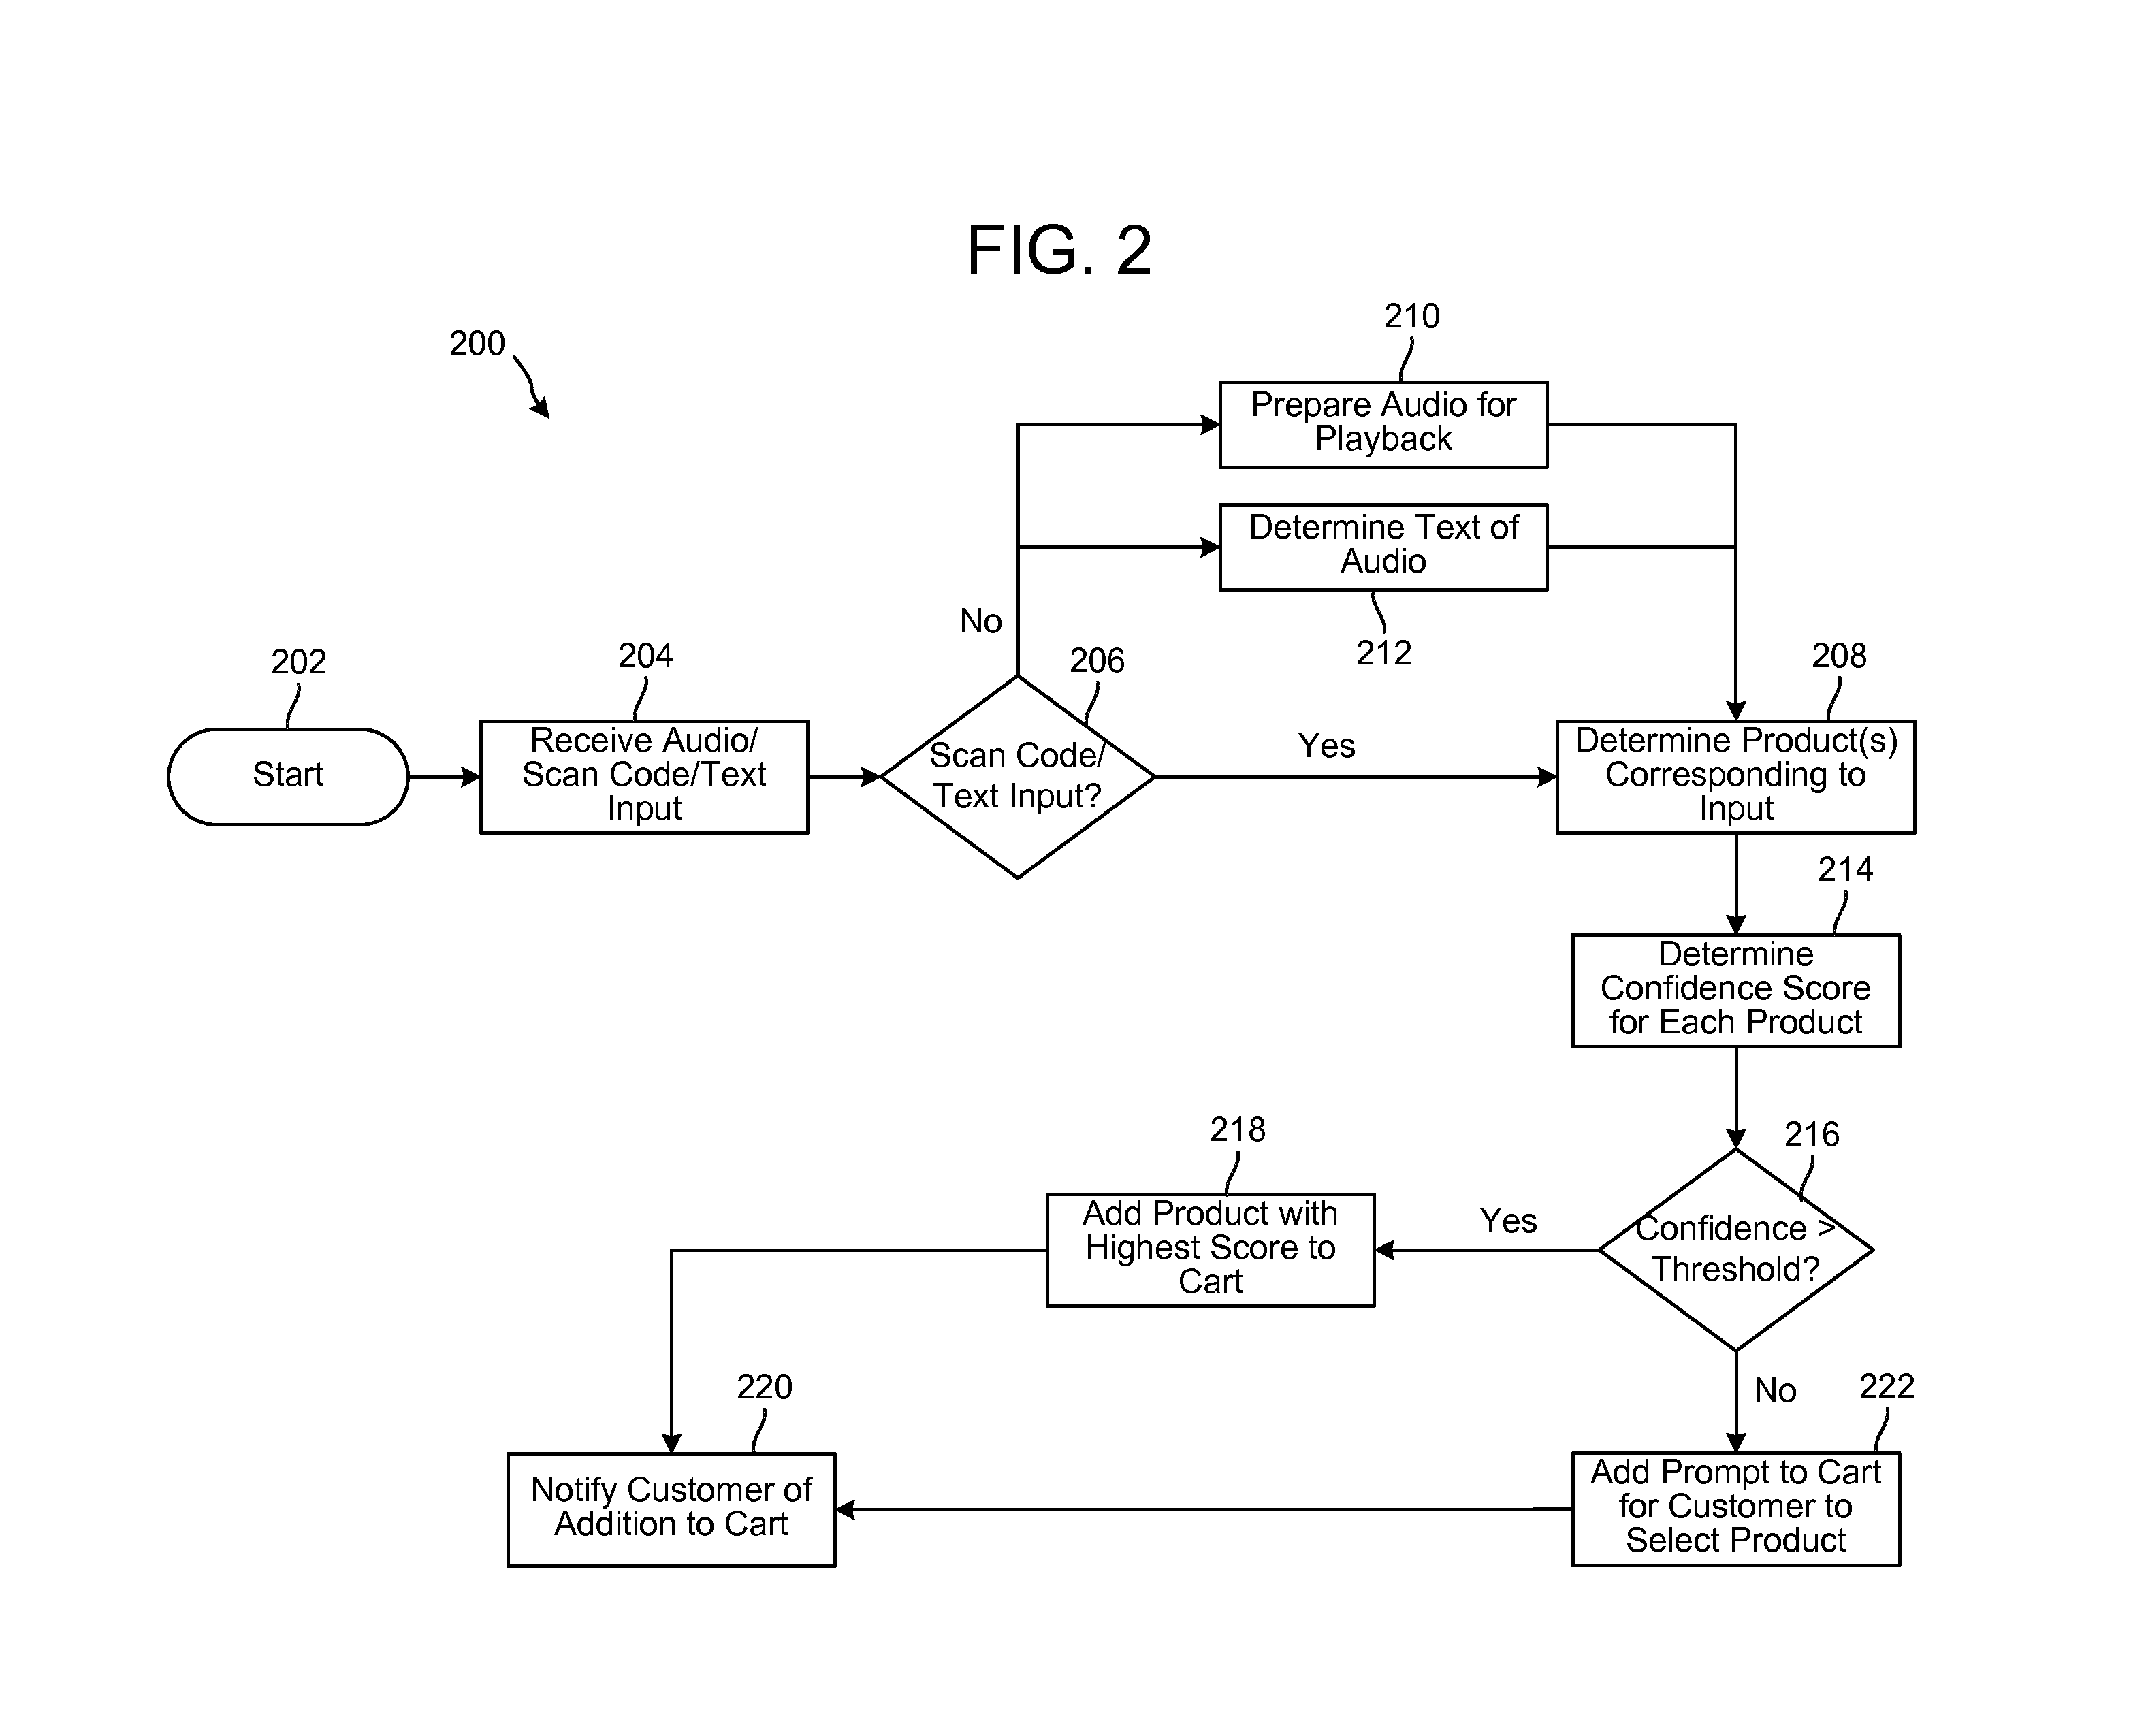 FIG. 2
200
210
Prepare Audio for
Playback
Determine Text of
Audio
212
No
202
Start
204
Receive Audio/
Scan Code/Text
Input
206
Scan Code/
Text Input?
Yes
208
Determine Product(s)
Corresponding to
Input
214
Determine
Confidence Score
for Each Product
216
Confidence >
Threshold?
Yes
218
Add Product with
Highest Score to
Cart
No
220
Notify Customer of
Addition to Cart
222
Add Prompt to Cart
for Customer to
Select Product